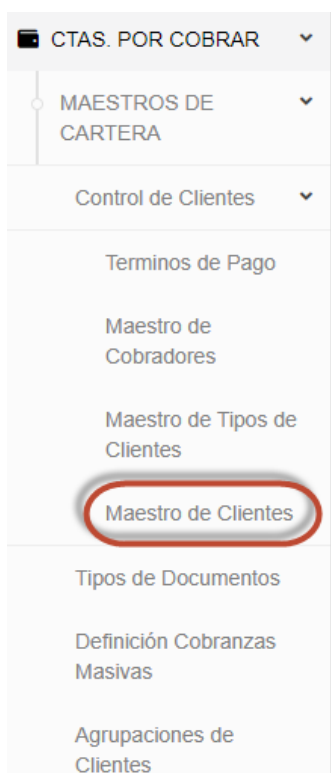 CTAS. POR COBRAR
MAESTROS DE
CARTERA
Control de Clientes
Terminos de Pago
Maestro de
Cobradores
Maestro de Tipos de
Clientes
Maestro de Clientes
Tipos de Documentos
Definición Cobranzas
Masivas
Agrupaciones de
Clientes